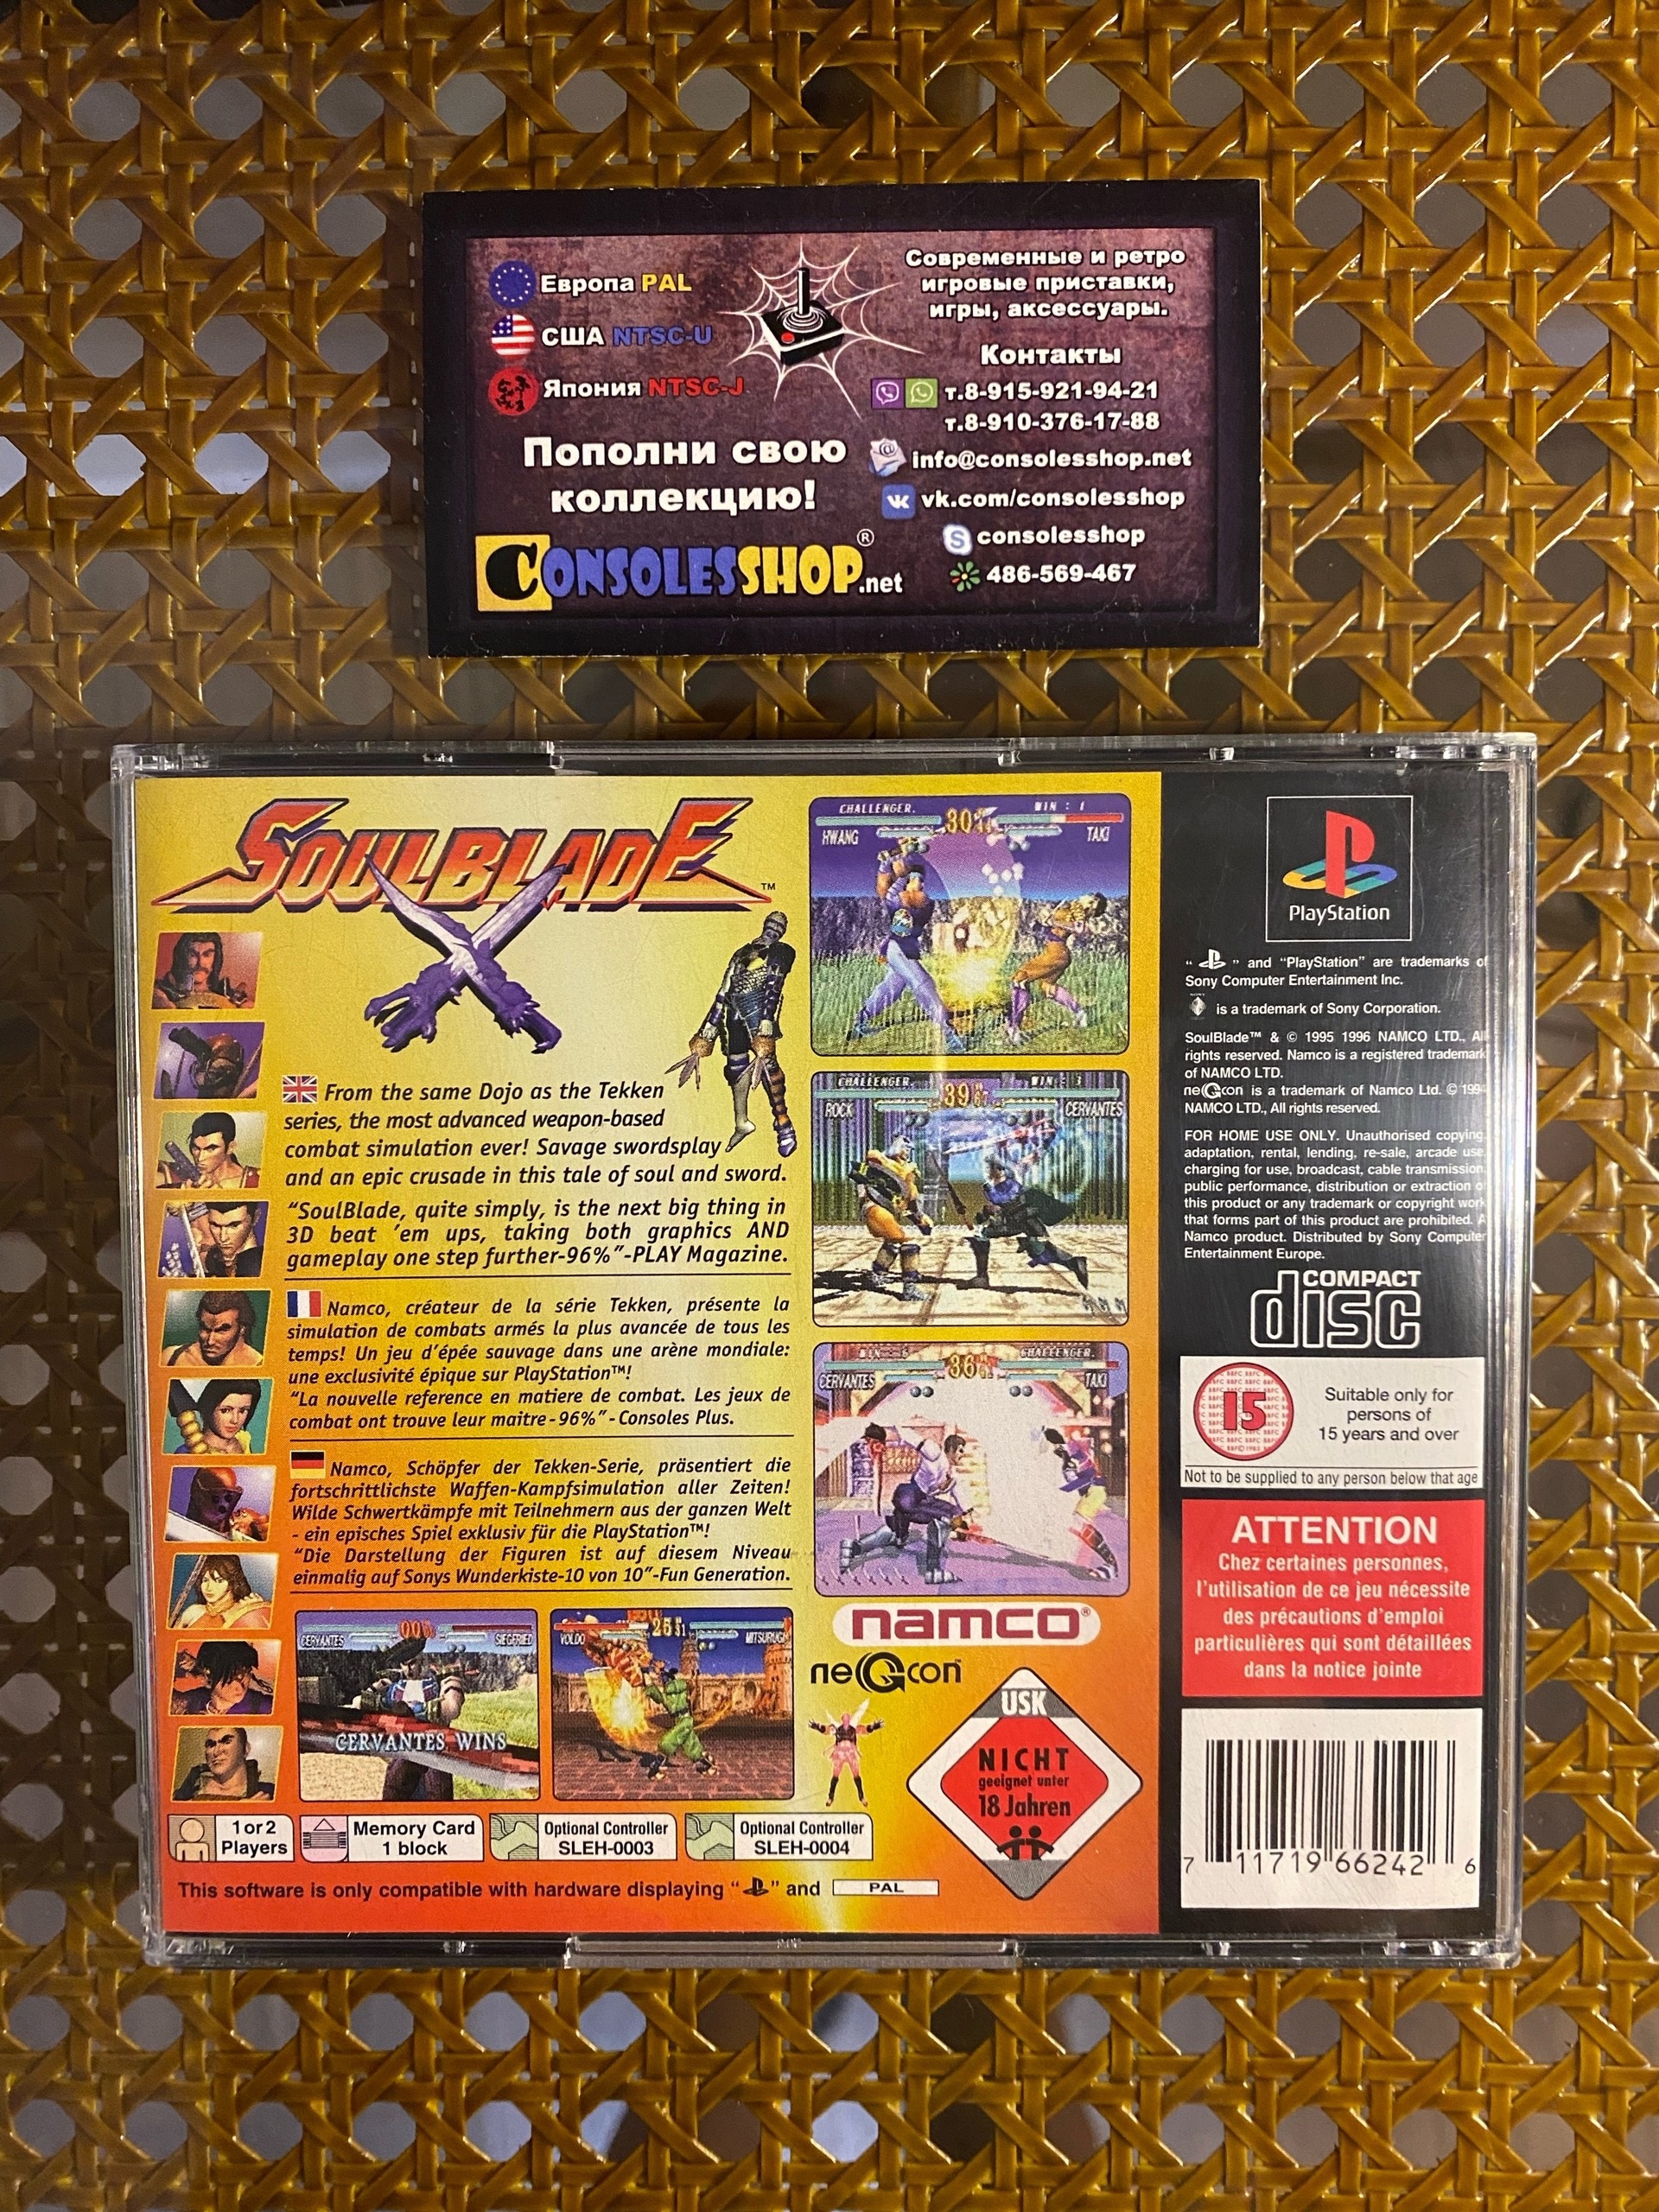 Европа PAL
США NTSC-U
Япония NTSC-J
Пополни свою
коллекцию!
CONSOLESSHOP.net
®
Современные и ретро
игровые приставки,
игры, аксессуары.
Контакты
т.8-915-921-94-21
т.8-910-376-17-88
info@consolesshop.net
vk.com/consolesshop
consolesshop
486-569-467
SOULBLADE™
From the same Dojo as the Tekken
series, the most advanced weapon-based
combat simulation ever! Savage swordsplay
and an epic crusade in this tale of soul and sword.
“SoulBlade, quite simply, is the next big thing in
3D beat 'em ups, taking both graphics AND
gameplay one step further-96%”-PLAY Magazine.
Namco, créateur de la série Tekken, présente la
simulation de combats armés la plus avancée de tous les
temps! Un jeu d'épée sauvage dans une arène mondiale:
une exclusivité épique sur PlayStation™!
“La nouvelle reference en matiere de combat. Les jeux de
combat ont trouve leur maitre-96%”-Consoles Plus.
Namco, Schöpfer der Tekken-Serie, präsentiert die
fortschrittlichste Waffen-Kampfsimulation aller Zeiten!
Wilde Schwertkämpfe mit Teilnehmern aus der ganzen Welt
- ein episches Spiel exklusiv für die PlayStation™!
“Die Darstellung der Figuren ist auf diesem Niveau
einmalig auf Sonys Wunderkiste-10 von 10”-Fun Generation.
CHALLENGER. WIN : 1
HWANG 30 TAKI
CHALLENGER. WIN : 1
ROCK 39 CERVANTES
CHALLENGER.
CERVANTES 36 TAKI
CERVANTES 00 SIEGFRIED
CERVANTES WINS
VOLDO 25 MITSURUGI
namco®
neGcon™
USK
NICHT
geeignet unter
18 Jahren
1 or 2
Players
Memory Card
1 block
Optional Controller
SLEH-0003
Optional Controller
SLEH-0004
This software is only compatible with hardware displaying “ ” and PAL
PlayStation
“ ” and “PlayStation” are trademarks of
Sony Computer Entertainment Inc.
is a trademark of Sony Corporation.
SoulBlade™ & © 1995 1996 NAMCO LTD., All
rights reserved. Namco is a registered trademark
of NAMCO LTD.
neGcon is a trademark of Namco Ltd. © 1994
NAMCO LTD., All rights reserved.
FOR HOME USE ONLY. Unauthorised copying,
adaptation, rental, lending, re-sale, arcade use,
charging for use, broadcast, cable transmission,
public performance, distribution or extraction of
this product or any trademark or copyright work
that forms part of this product are prohibited. A
Namco product. Distributed by Sony Computer
Entertainment Europe.
COMPACT
disc
15
Suitable only for
persons of
15 years and over
Not to be supplied to any person below that age
ATTENTION
Chez certaines personnes,
l'utilisation de ce jeu nécessite
des précautions d'emploi
particulières qui sont détaillées
dans la notice jointe
7 11719 66242 6